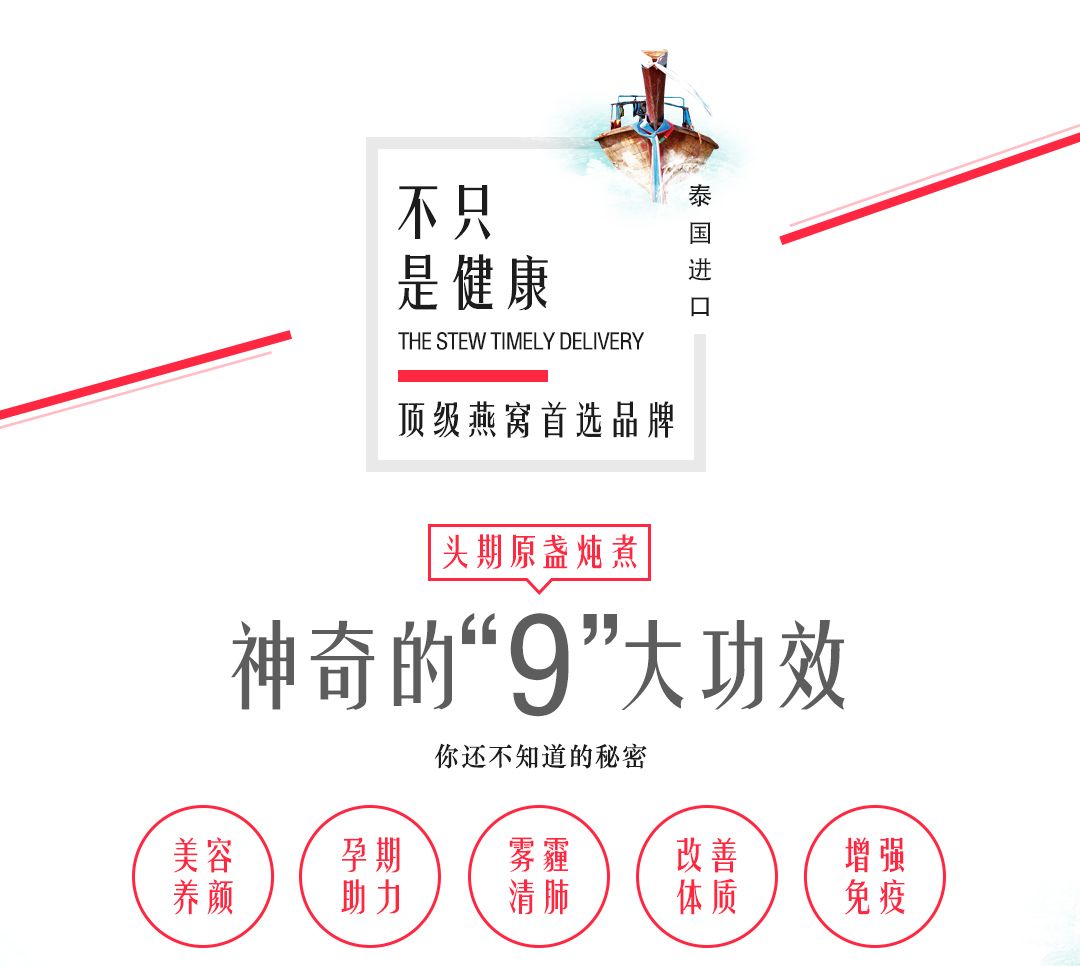 不只
是健康
THE STEW TIMELY DELIVERY
顶级燕窝首选品牌
泰国进口
头期原盏炖煮
神奇的“9”大功效
你还不知道的秘密
美容
养颜
孕期
助力
雾霾
清肺
改善
体质
增强
免疫